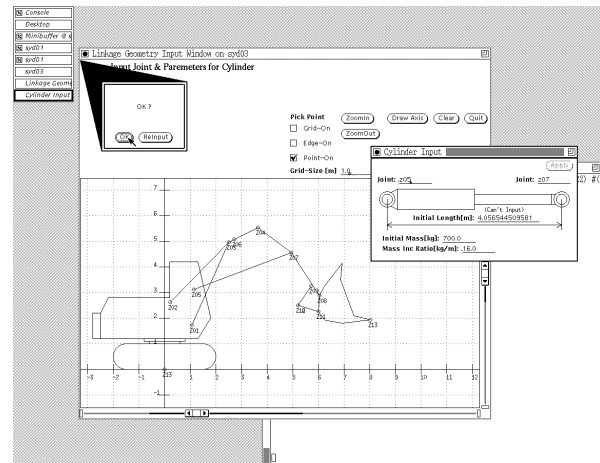 Console
Desktop
Minibuffer @ s
syd01
syd01
syd03
Linkage Geome
Cylinder Input
Linkage Geometry Input Window on syd03
Input Joint & Paremeters for Cylinder
OK?
OK
ReInput
Pick Point
ZoomIn
Draw Axis
Clear
Quit
Grid-On
ZoomOut
Edge-On
Point-On
Grid-Size [m] 1.0
Cylinder Input
Apply
Joint: z05
Joint: z07
(Can't Input)
Initial Length[m]: 4.056544509581
Initial Mass[kg]: 700.0
Mass Inc Ratio[kg/m]: 16.0
2) #(
7
6
5
4
3
2
1
-1
Z04
Z06
Z07
Z05
Z02
Z01
Z08
Z10
Z11
Z13
Z13
-3 -2 -1 1 2 3 4 5 6 7 8 9 10 11 12